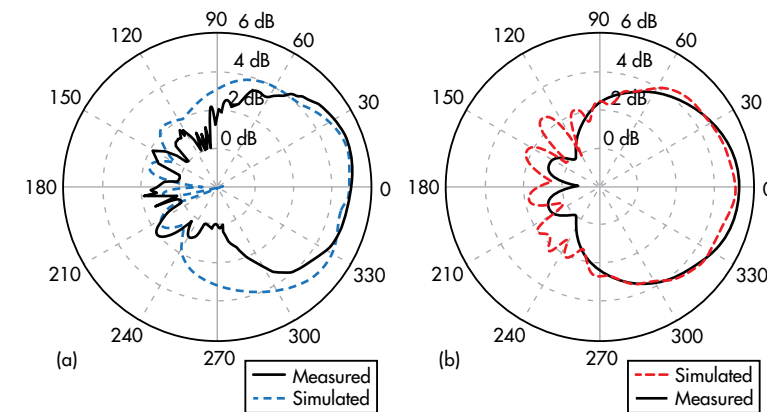 90 6 dB
120 60
4 dB
150 2 dB 30
0 dB
180 0
210 330
240 300
(a) 270
Measured
Simulated
90 6 dB
120 60
4 dB
150 2 dB 30
0 dB
180 0
210 330
240 300
(b) 270
Simulated
Measured